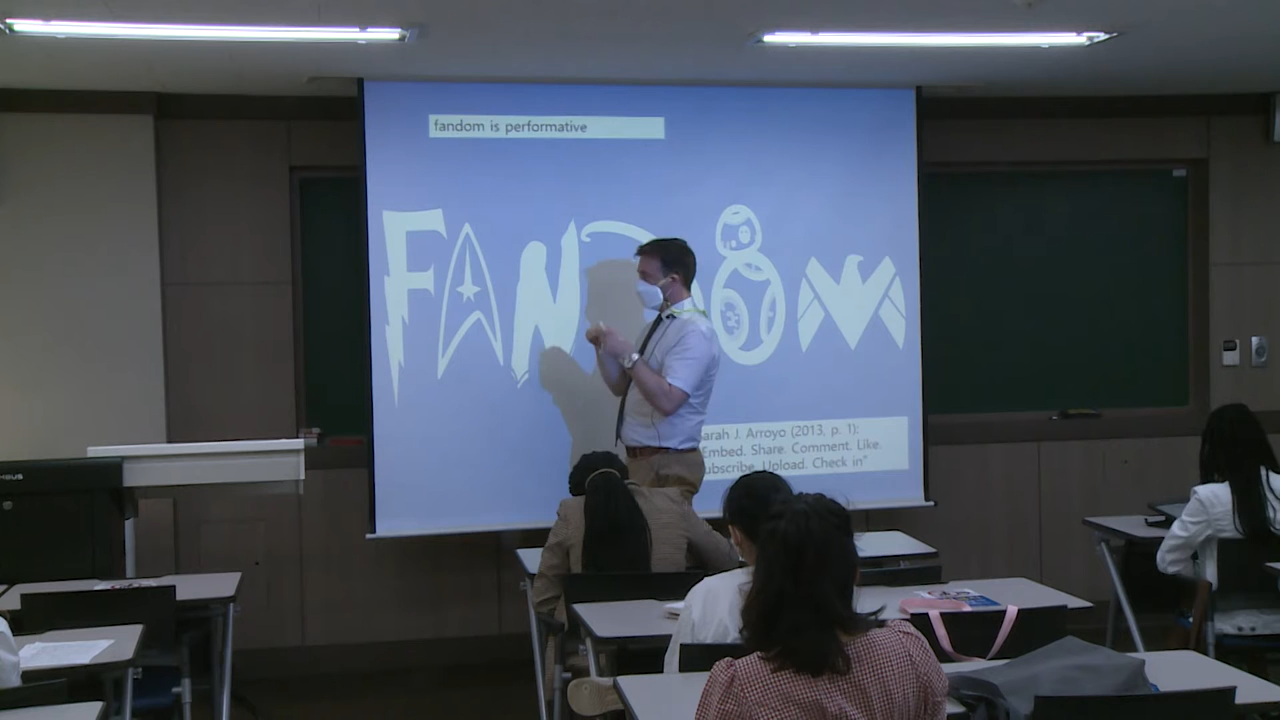 fandom is performative
FANDOM
arah J. Arroyo (2013, p. 1):
Embed. Share. Comment. Like.
ubscribe. Upload. Check in"